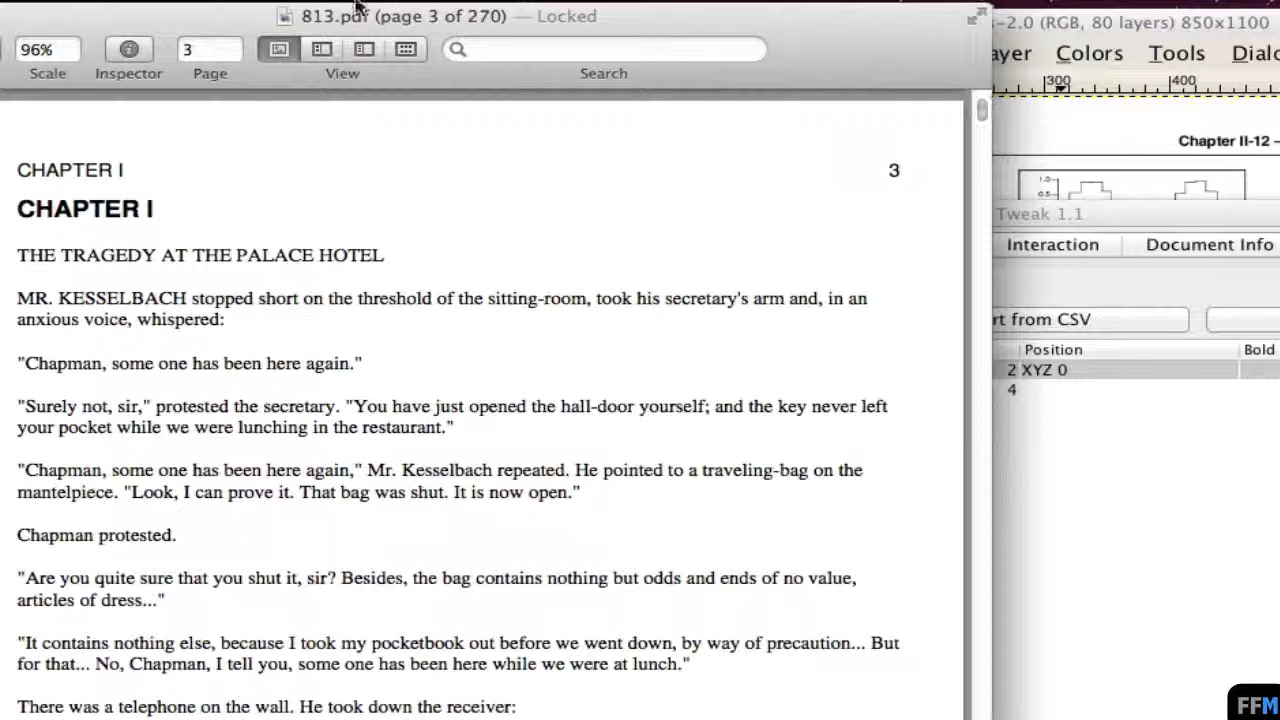 813.pdf (page 3 of 270) — Locked
96%
3
Scale
Inspector
Page
View
Search
CHAPTER I
3
CHAPTER I
THE TRAGEDY AT THE PALACE HOTEL
MR. KESSELBACH stopped short on the threshold of the sitting-room, took his secretary's arm and, in an
anxious voice, whispered:
"Chapman, some one has been here again."
"Surely not, sir," protested the secretary. "You have just opened the hall-door yourself; and the key never left
your pocket while we were lunching in the restaurant."
"Chapman, some one has been here again," Mr. Kesselbach repeated. He pointed to a traveling-bag on the
mantelpiece. "Look, I can prove it. That bag was shut. It is now open."
Chapman protested.
"Are you quite sure that you shut it, sir? Besides, the bag contains nothing but odds and ends of no value,
articles of dress..."
"It contains nothing else, because I took my pocketbook out before we went down, by way of precaution... But
for that... No, Chapman, I tell you, some one has been here while we were at lunch."
There was a telephone on the wall. He took down the receiver:
-2.0 (RGB, 80 layers) 850x1100
ayer Colors Tools Dialo
300 400
Chapter II-12 –
1.0
0.5
Tweak 1.1
Interaction Document Info
rt from CSV
Position Bold
2 XYZ 0
4
FFM